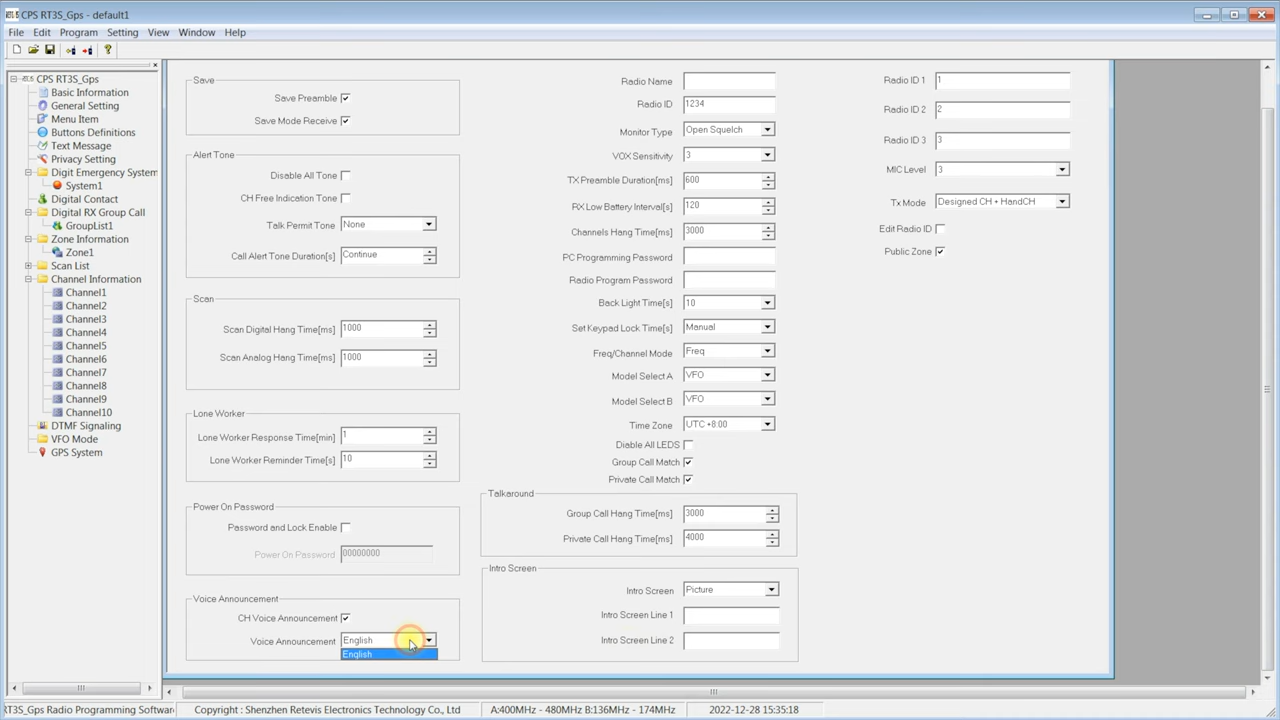 CPS RT3S_Gps - default1
File Edit Program Setting View Window Help
CPS RT3S_Gps
Basic Information
General Setting
Menu Item
Buttons Definitions
Text Message
Privacy Setting
Digit Emergency System
System1
Digital Contact
Digital RX Group Call
GroupList1
Zone Information
Zone1
Scan List
Channel Information
Channel1
Channel2
Channel3
Channel4
Channel5
Channel6
Channel7
Channel8
Channel9
Channel10
DTMF Signaling
VFO Mode
GPS System
Save
Save Preamble
Save Mode Receive
Alert Tone
Disable All Tone
CH Free Indication Tone
Talk Permit Tone None
Call Alert Tone Duration[s] Continue
Scan
Scan Digital Hang Time[ms] 1000
Scan Analog Hang Time[ms] 1000
Lone Worker
Lone Worker Response Time[min] 1
Lone Worker Reminder Time[s] 10
Power On Password
Password and Lock Enable
Power On Password 00000000
Voice Announcement
CH Voice Announcement
Voice Announcement English
English
Radio Name
Radio ID 1234
Monitor Type Open Squelch
VOX Sensitivity 3
TX Preamble Duration[ms] 600
RX Low Battery Interval[s] 120
Channels Hang Time[ms] 3000
PC Programming Password
Radio Program Password
Back Light Time[s] 10
Set Keypad Lock Time[s] Manual
Freq/Channel Mode Freq
Model Select A VFO
Model Select B VFO
Time Zone UTC +8:00
Diable All LEDS
Group Call Match
Private Call Match
Talkaround
Group Call Hang Time[ms] 3000
Private Call Hang Time[ms] 4000
Intro Screen
Intro Screen Picture
Intro Screen Line 1
Intro Screen Line 2
Radio ID 1 1
Radio ID 2 2
Radio ID 3 3
MIC Level 3
Tx Mode Designed CH + HandCH
Edit Radio ID
Public Zone
RT3S_Gps Radio Programming Softwar Copyright : Shenzhen Retevis Electronics Technology Co., Ltd A:400MHz - 480MHz B:136MHz - 174MHz 2022-12-28 15:35:18